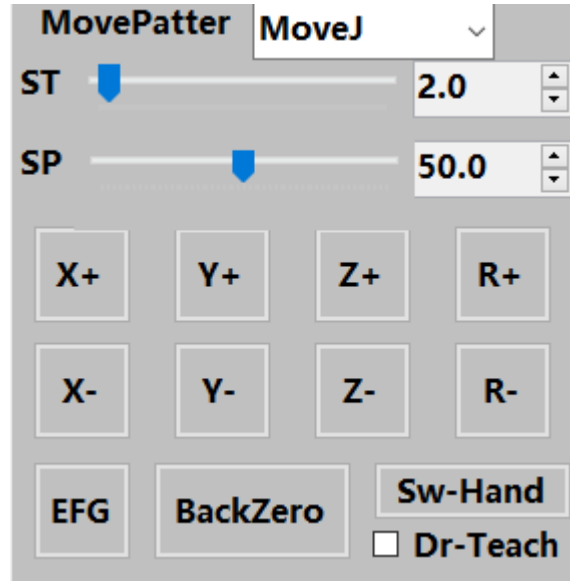 MovePatter MoveJ
ST 2.0
SP 50.0
X+ Y+ Z+ R+
X- Y- Z- R-
EFG BackZero Sw-Hand
Dr-Teach